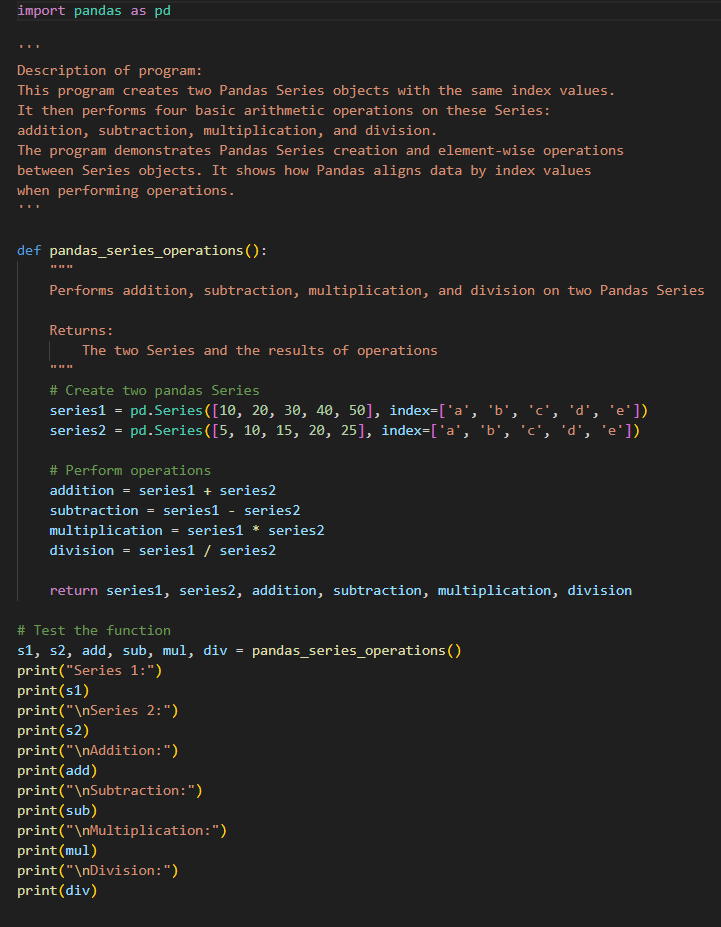 import pandas as pd
'''
Description of program:
This program creates two Pandas Series objects with the same index values.
It then performs four basic arithmetic operations on these Series:
addition, subtraction, multiplication, and division.
The program demonstrates Pandas Series creation and element-wise operations
between Series objects. It shows how Pandas aligns data by index values
when performing operations.
'''
def pandas_series_operations():
    """
    Performs addition, subtraction, multiplication, and division on two Pandas Series
    Returns:
        The two Series and the results of operations
    """
    # Create two pandas Series
    series1 = pd.Series([10, 20, 30, 40, 50], index=['a', 'b', 'c', 'd', 'e'])
    series2 = pd.Series([5, 10, 15, 20, 25], index=['a', 'b', 'c', 'd', 'e'])
    # Perform operations
    addition = series1 + series2
    subtraction = series1 - series2
    multiplication = series1 * series2
    division = series1 / series2
    return series1, series2, addition, subtraction, multiplication, division
# Test the function
s1, s2, add, sub, mul, div = pandas_series_operations()
print("Series 1:")
print(s1)
print("\nSeries 2:")
print(s2)
print("\nAddition:")
print(add)
print("\nSubtraction:")
print(sub)
print("\nMultiplication:")
print(mul)
print("\nDivision:")
print(div)